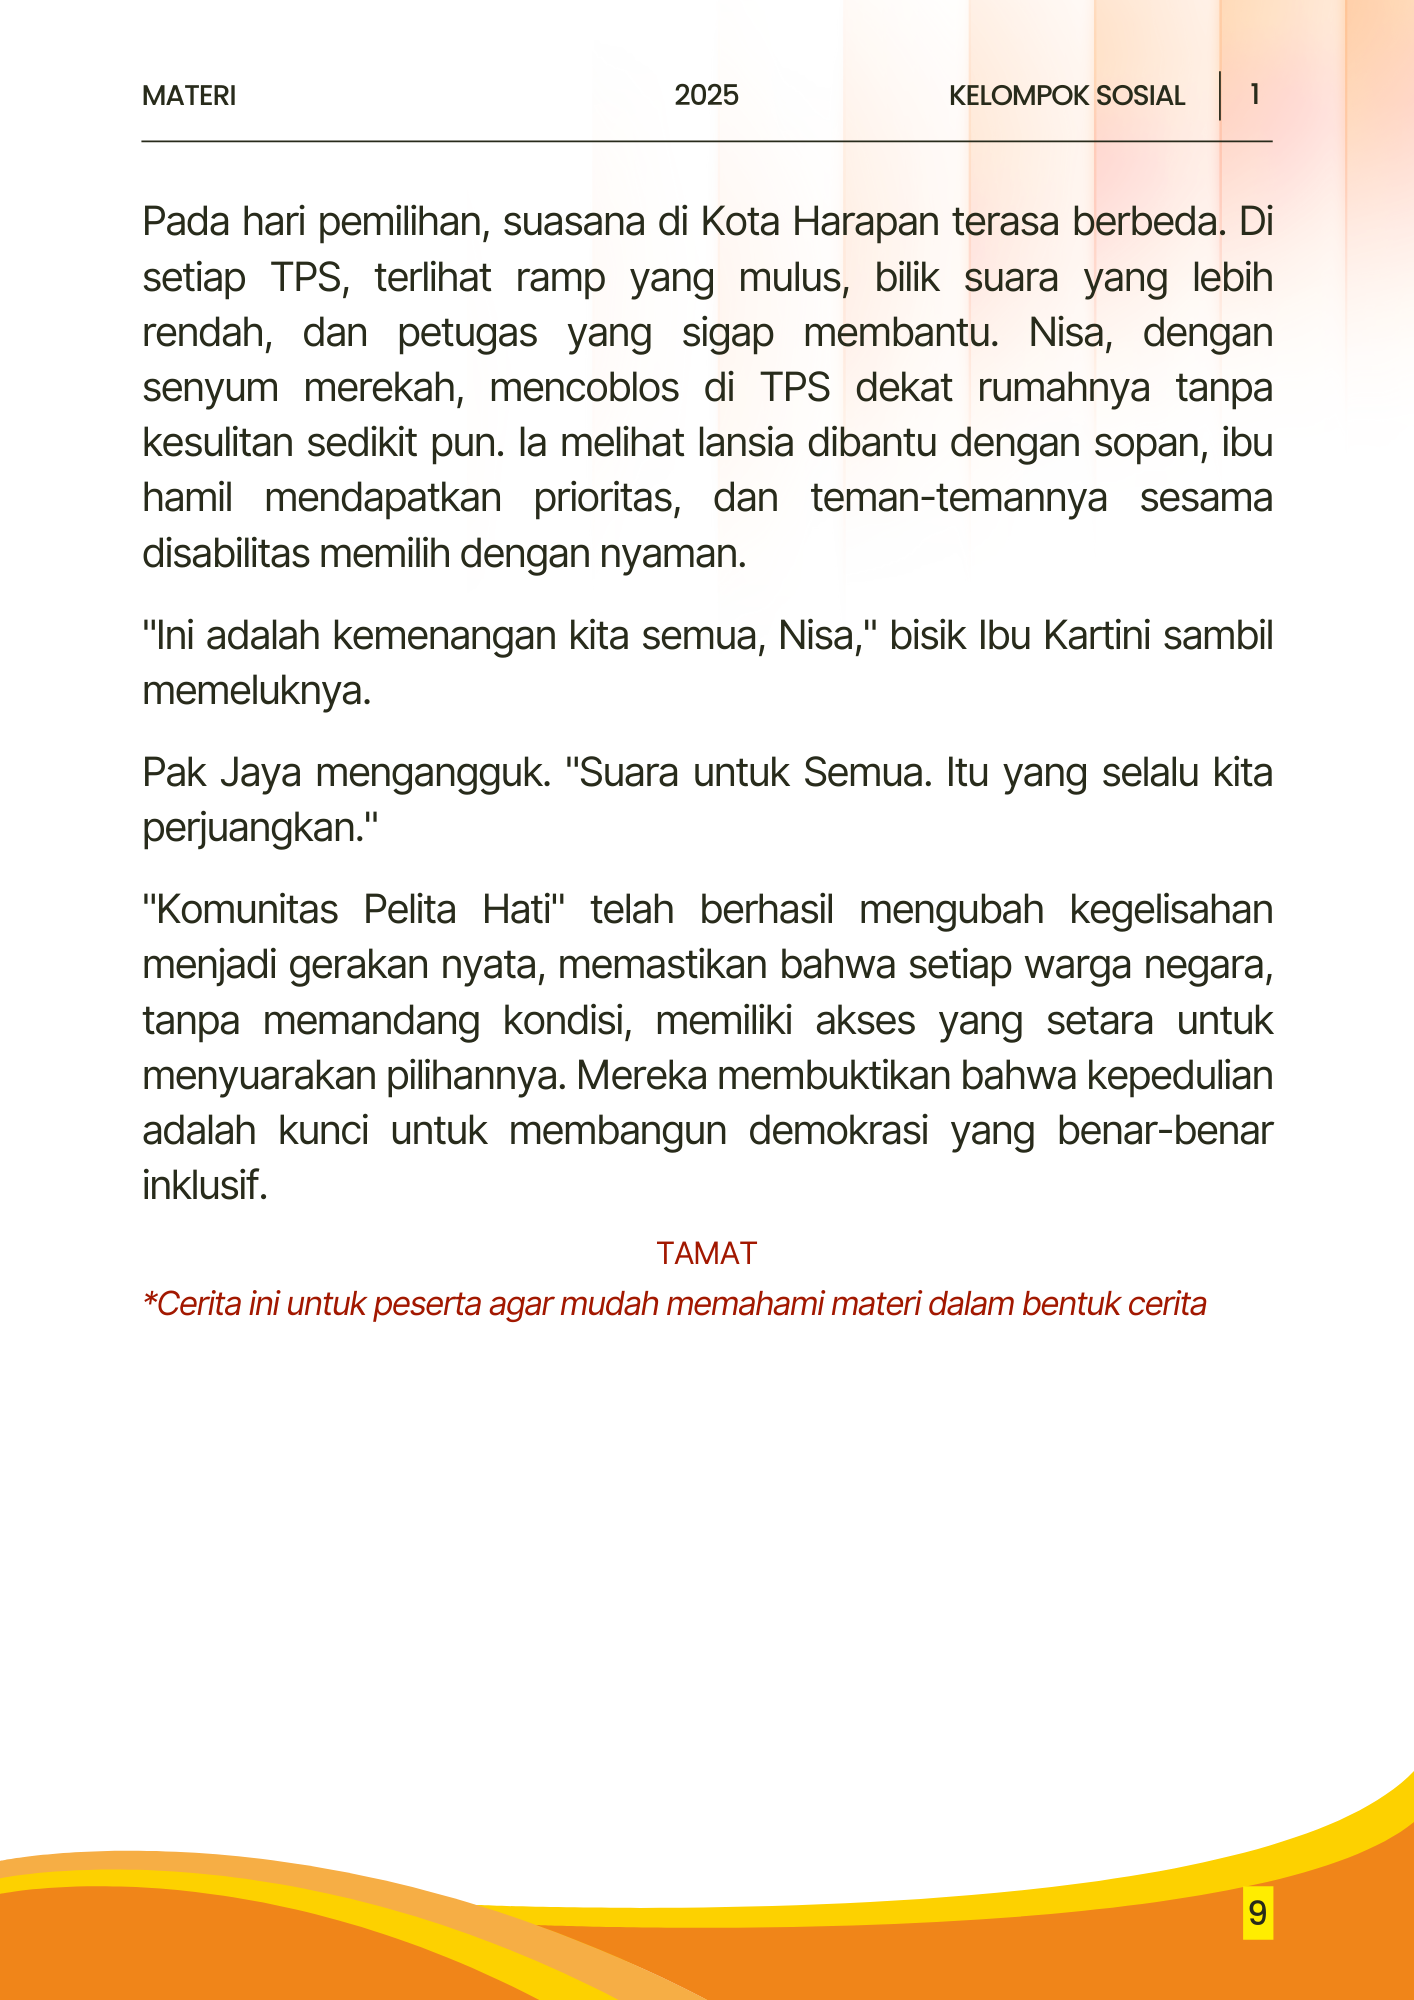 MATERI 2025 KELOMPOK SOSIAL 1
Pada hari pemilihan, suasana di Kota Harapan terasa berbeda. Di
setiap TPS, terlihat ramp yang mulus, bilik suara yang lebih
rendah, dan petugas yang sigap membantu. Nisa, dengan
senyum merekah, mencoblos di TPS dekat rumahnya tanpa
kesulitan sedikit pun. Ia melihat lansia dibantu dengan sopan, ibu
hamil mendapatkan prioritas, dan teman-temannya sesama
disabilitas memilih dengan nyaman.
"Ini adalah kemenangan kita semua, Nisa," bisik Ibu Kartini sambil
memeluknya.
Pak Jaya mengangguk. "Suara untuk Semua. Itu yang selalu kita
perjuangkan."
"Komunitas Pelita Hati" telah berhasil mengubah kegelisahan
menjadi gerakan nyata, memastikan bahwa setiap warga negara,
tanpa memandang kondisi, memiliki akses yang setara untuk
menyuarakan pilihannya. Mereka membuktikan bahwa kepedulian
adalah kunci untuk membangun demokrasi yang benar-benar
inklusif.
TAMAT
*Cerita ini untuk peserta agar mudah memahami materi dalam bentuk cerita
9